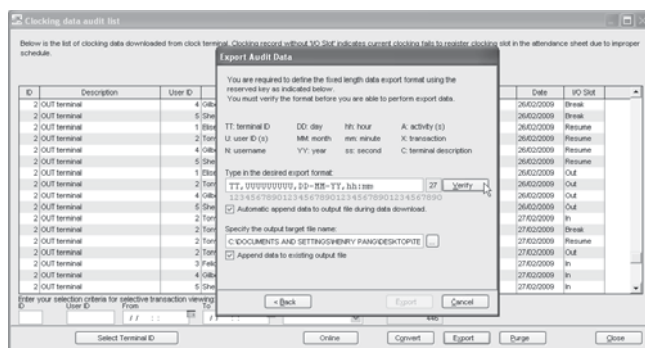 Clocking data audit list
Below is the list of clocking data downloaded from clock terminal. Clocking record without 'I/O Slot' indicates current clocking fails to register clocking slot in the attendance sheet due to improper
schedule.
Export Audit Data
You are required to define the fixed length data export format using the
reserved key as indicated below.
You must verify the format before you are able to perform export data.
TT: terminal ID DD: day hh: hour A: activity (s)
U: user ID (s) MM: month mm: minute X: transaction
N: username YY: year ss: second C: terminal description
Type in the desired export format:
TT,UUUUUUUUU,DD-MM-YY,hh:mm 27 Verify
1234567890123456789012345678901234567890
Automatic append data to output file during data download.
Specify the output target file name:
C:\DOCUMENTS AND SETTINGS\HENRY PANG\DESKTOP\TE ...
Append data to existing output file
< Back Export Cancel
ID Description User ID Date I/O Slot
2 OUT terminal 4 26/02/2009 Break
2 OUT terminal 5 She 26/02/2009 Break
2 OUT terminal 1 26/02/2009 Resume
2 OUT terminal 2 Tom 26/02/2009 Resume
2 OUT terminal 4 26/02/2009 Resume
2 OUT terminal 5 She 26/02/2009 Resume
2 OUT terminal 1 26/02/2009 Out
2 OUT terminal 2 26/02/2009 Out
2 OUT terminal 4 26/02/2009 Out
2 OUT terminal 5 She 26/02/2009 Out
2 OUT terminal 2 27/02/2009 In
2 OUT terminal 2 27/02/2009 Break
2 OUT terminal 2 27/02/2009 Resume
2 OUT terminal 2 27/02/2009 Out
2 OUT terminal 3 27/02/2009 In
2 OUT terminal 4 27/02/2009 In
2 OUT terminal 5 She 27/02/2009 In
Enter your selection criteria for selective transaction viewing:
ID User ID From To
/ / : : / / : : 445
Select Terminal ID Online Convert Export Purge Close